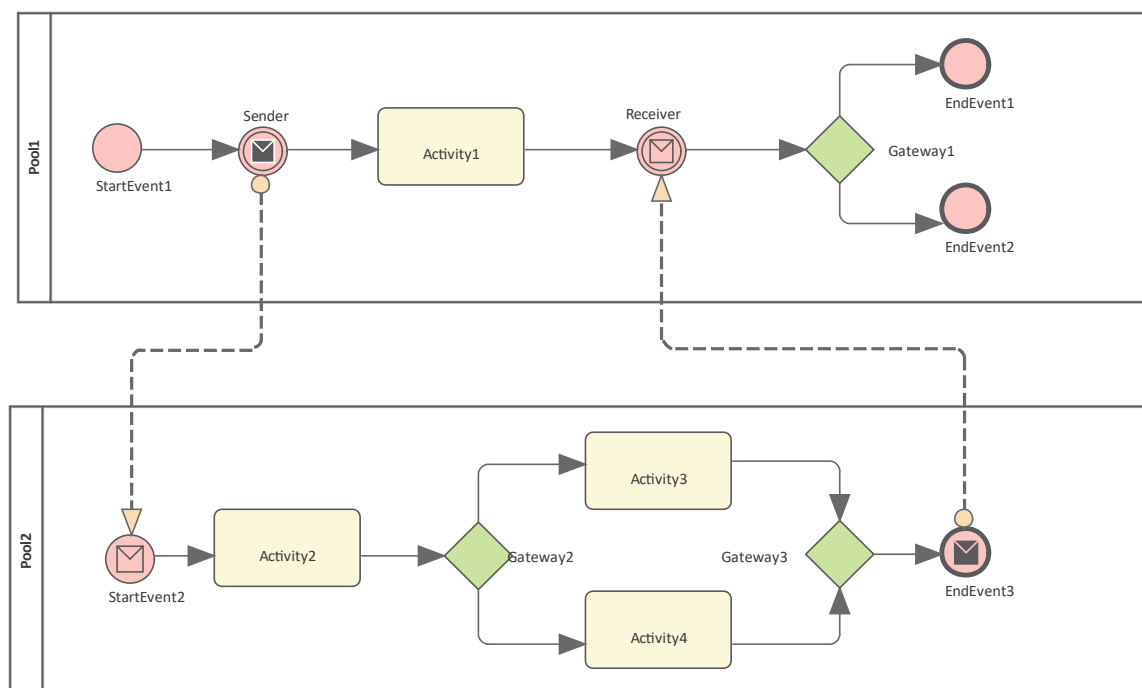 Pool1
StartEvent1
Sender
Activity1
Receiver
Gateway1
EndEvent1
EndEvent2
Pool2
StartEvent2
Activity2
Gateway2
Activity3
Activity4
Gateway3
EndEvent3